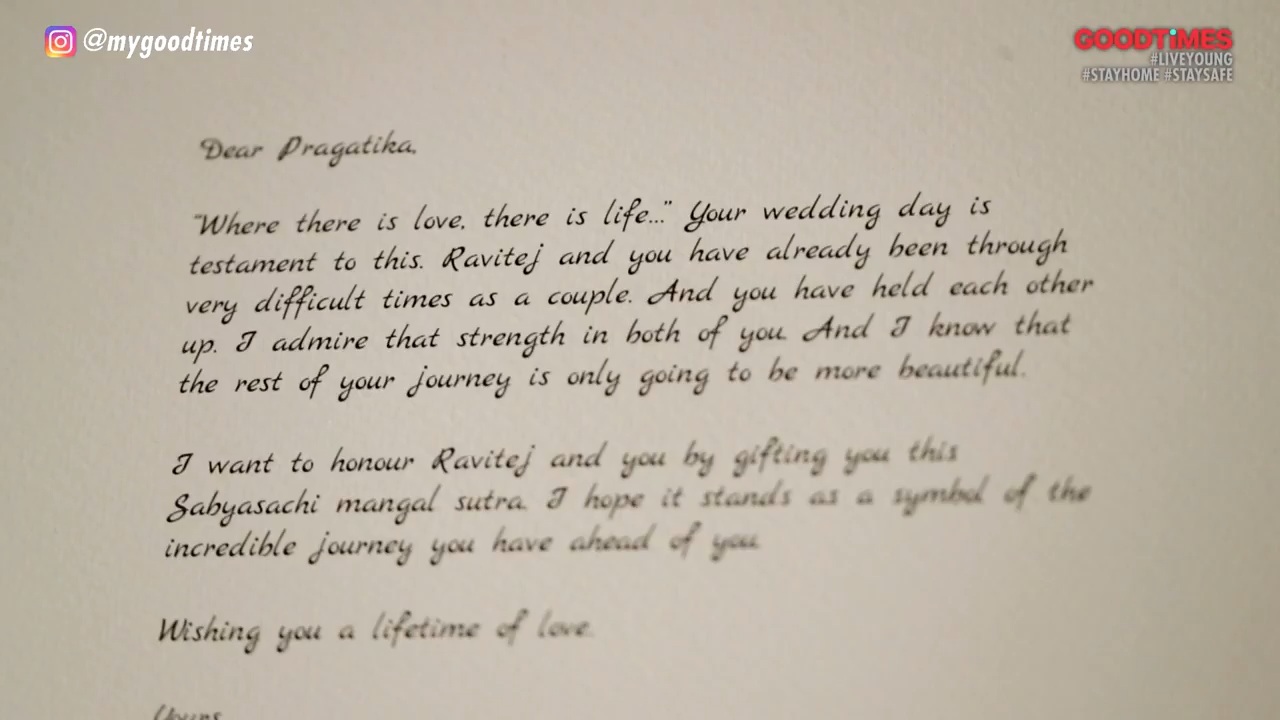 @mygoodtimes
GOODTiMES
#LIVEYOUNG
#STAYHOME #STAYSAFE
Dear Pragatika,
"Where there is love, there is life..." Your wedding day is
testament to this. Ravitej and you have already been through
very difficult times as a couple. And you have held each other
up. I admire that strength in both of you. And I know that
the rest of your journey is only going to be more beautiful.
I want to honour Ravitej and you by gifting you this
Sabyasachi mangal sutra. I hope it stands as a symbol of the
incredible journey you have ahead of you.
Wishing you a lifetime of love.
Yours